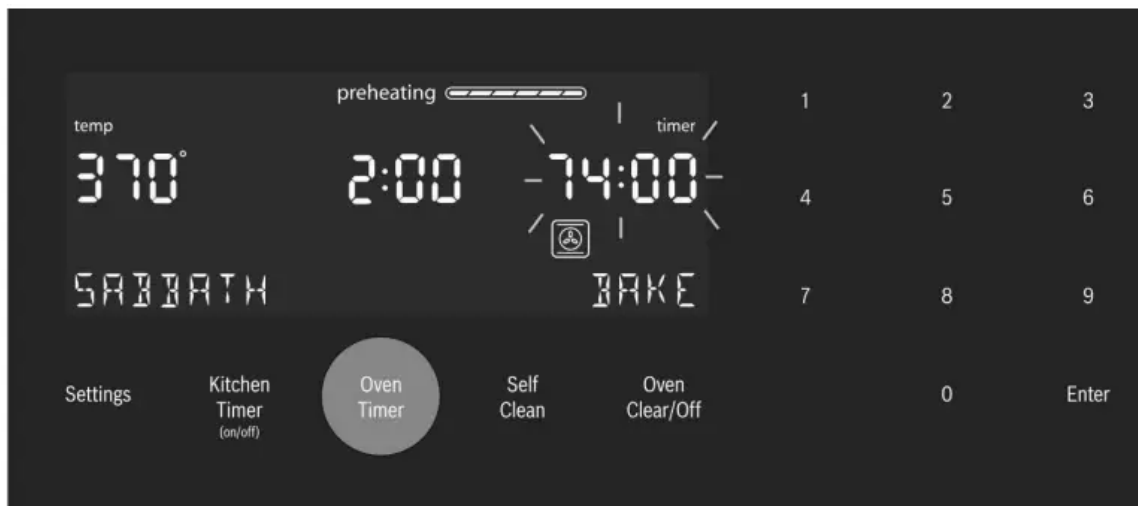 preheating
temp
timer
370° 2:00 74:00
SABBATH BAKE
Settings
Kitchen
Timer
(on/off)
Oven
Timer
Self
Clean
Oven
Clear/Off
1 2 3
4 5 6
7 8 9
0 Enter